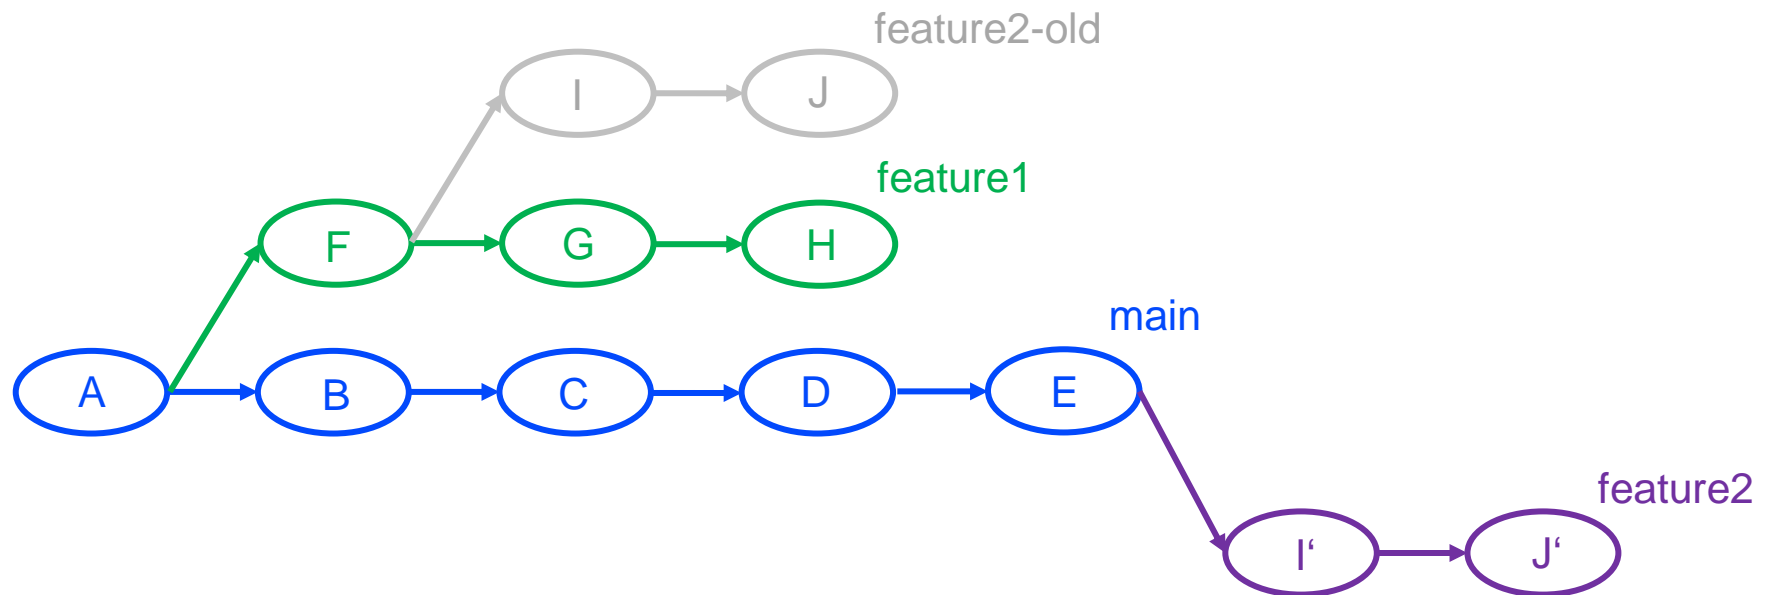 feature2-old
I
J
feature1
F
G
H
main
A
B
C
D
E
feature2
I‘
J‘